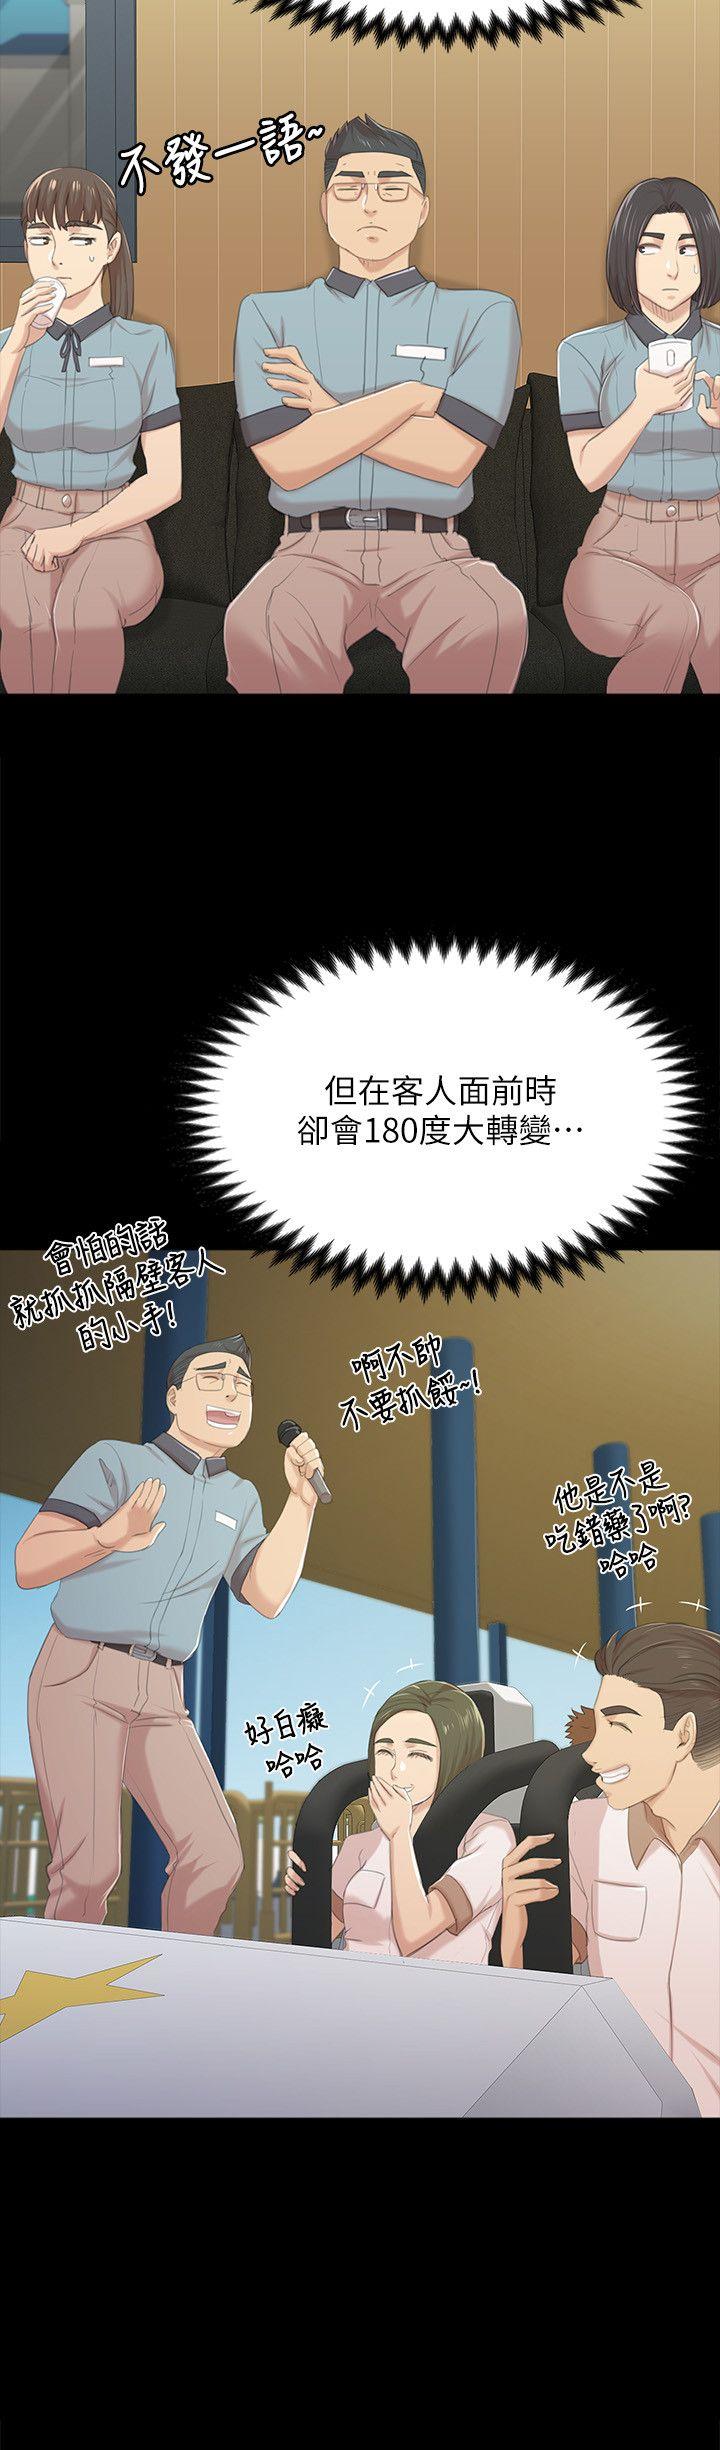 不發一語~
但在客人面前時
卻會180度大轉變⋯
會怕的話
就抓抓隔壁客人
的小手!
啊不帥
不要抓餒~!
他是不是
吃錯藥了啊?
哈哈
好白癡
哈哈